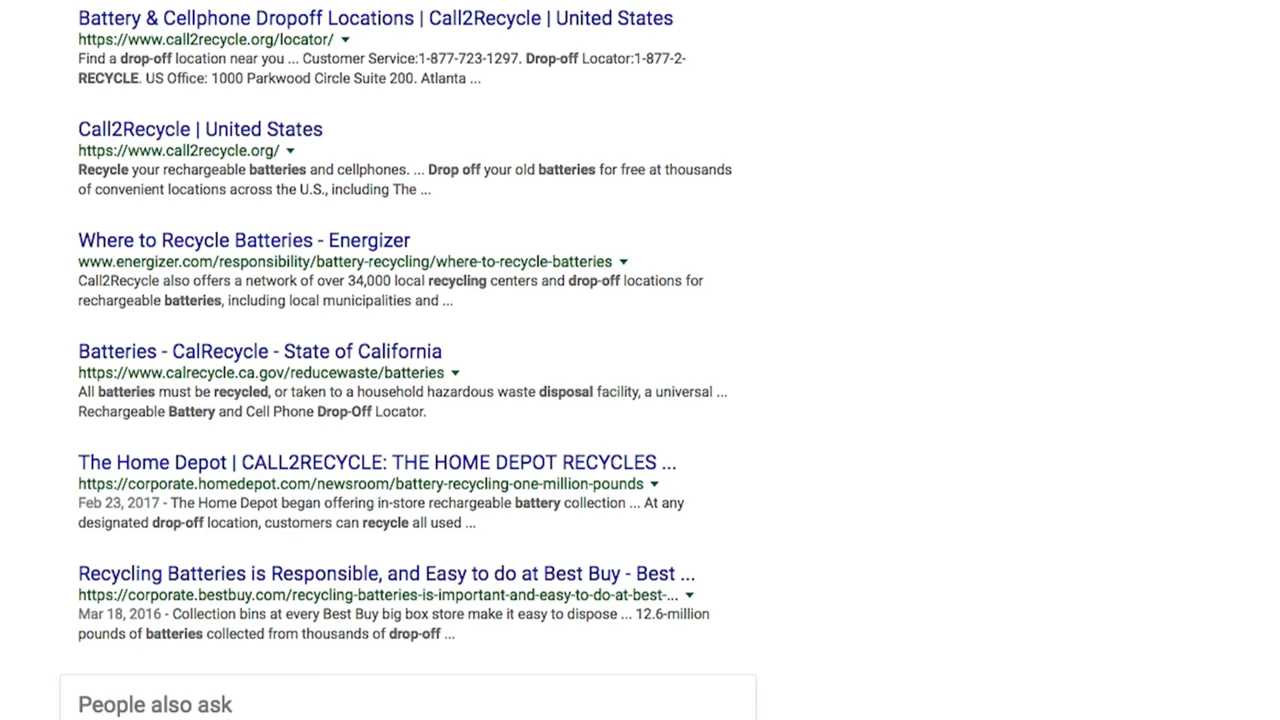 Battery & Cellphone Dropoff Locations | Call2Recycle | United States
https://www.call2recycle.org/locator/
Find a drop-off location near you ... Customer Service:1-877-723-1297. Drop-off Locator:1-877-2-
RECYCLE. US Office: 1000 Parkwood Circle Suite 200. Atlanta ...
Call2Recycle | United States
https://www.call2recycle.org/
Recycle your rechargeable batteries and cellphones. ... Drop off your old batteries for free at thousands
of convenient locations across the U.S., including The ...
Where to Recycle Batteries - Energizer
www.energizer.com/responsibility/battery-recycling/where-to-recycle-batteries
Call2Recycle also offers a network of over 34,000 local recycling centers and drop-off locations for
rechargeable batteries, including local municipalities and ...
Batteries - CalRecycle - State of California
https://www.calrecycle.ca.gov/reducewaste/batteries
All batteries must be recycled, or taken to a household hazardous waste disposal facility, a universal ...
Rechargeable Battery and Cell Phone Drop-Off Locator.
The Home Depot | CALL2RECYCLE: THE HOME DEPOT RECYCLES ...
https://corporate.homedepot.com/newsroom/battery-recycling-one-million-pounds
Feb 23, 2017 - The Home Depot began offering in-store rechargeable battery collection ... At any
designated drop-off location, customers can recycle all used ...
Recycling Batteries is Responsible, and Easy to do at Best Buy - Best ...
https://corporate.bestbuy.com/recycling-batteries-is-important-and-easy-to-do-at-best-...
Mar 18, 2016 - Collection bins at every Best Buy big box store make it easy to dispose ... 12.6-million
pounds of batteries collected from thousands of drop-off ...
People also ask